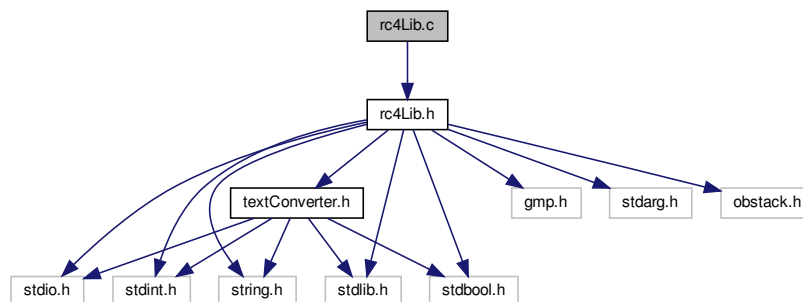 rc4Lib.c
rc4Lib.h
textConverter.h
gmp.h
stdarg.h
obstack.h
stdio.h
stdint.h
string.h
stdlib.h
stdbool.h